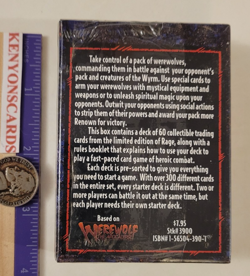 KENYONSCARDS
Take control of a pack of werewolves,
commanding them in battle against your opponent's
pack and creatures of the Wyrm. Use special cards to
arm your werewolves with mystical equipment and
weapons or to unleash spiritual magic upon your
opponents. Outwit your opponents using social actions
to strip them of their powers and award your pack more
Renown for victory.
This box contains a deck of 60 collectible trading
cards from the limited edition of Rage, along with a
rules booklet that explains how to use your deck to
play a fast-paced card game of heroic combat.
Each deck is pre-sorted to give you everything
you need to start a game. With over 300 different cards
in the entire set, every starter deck is different. Two or
more players can battle it out at the same time, but
each player needs their own starter deck.
Based on
WEREWOLF
$7.95
Stk# 3900
ISBN# 1-56504-390-7